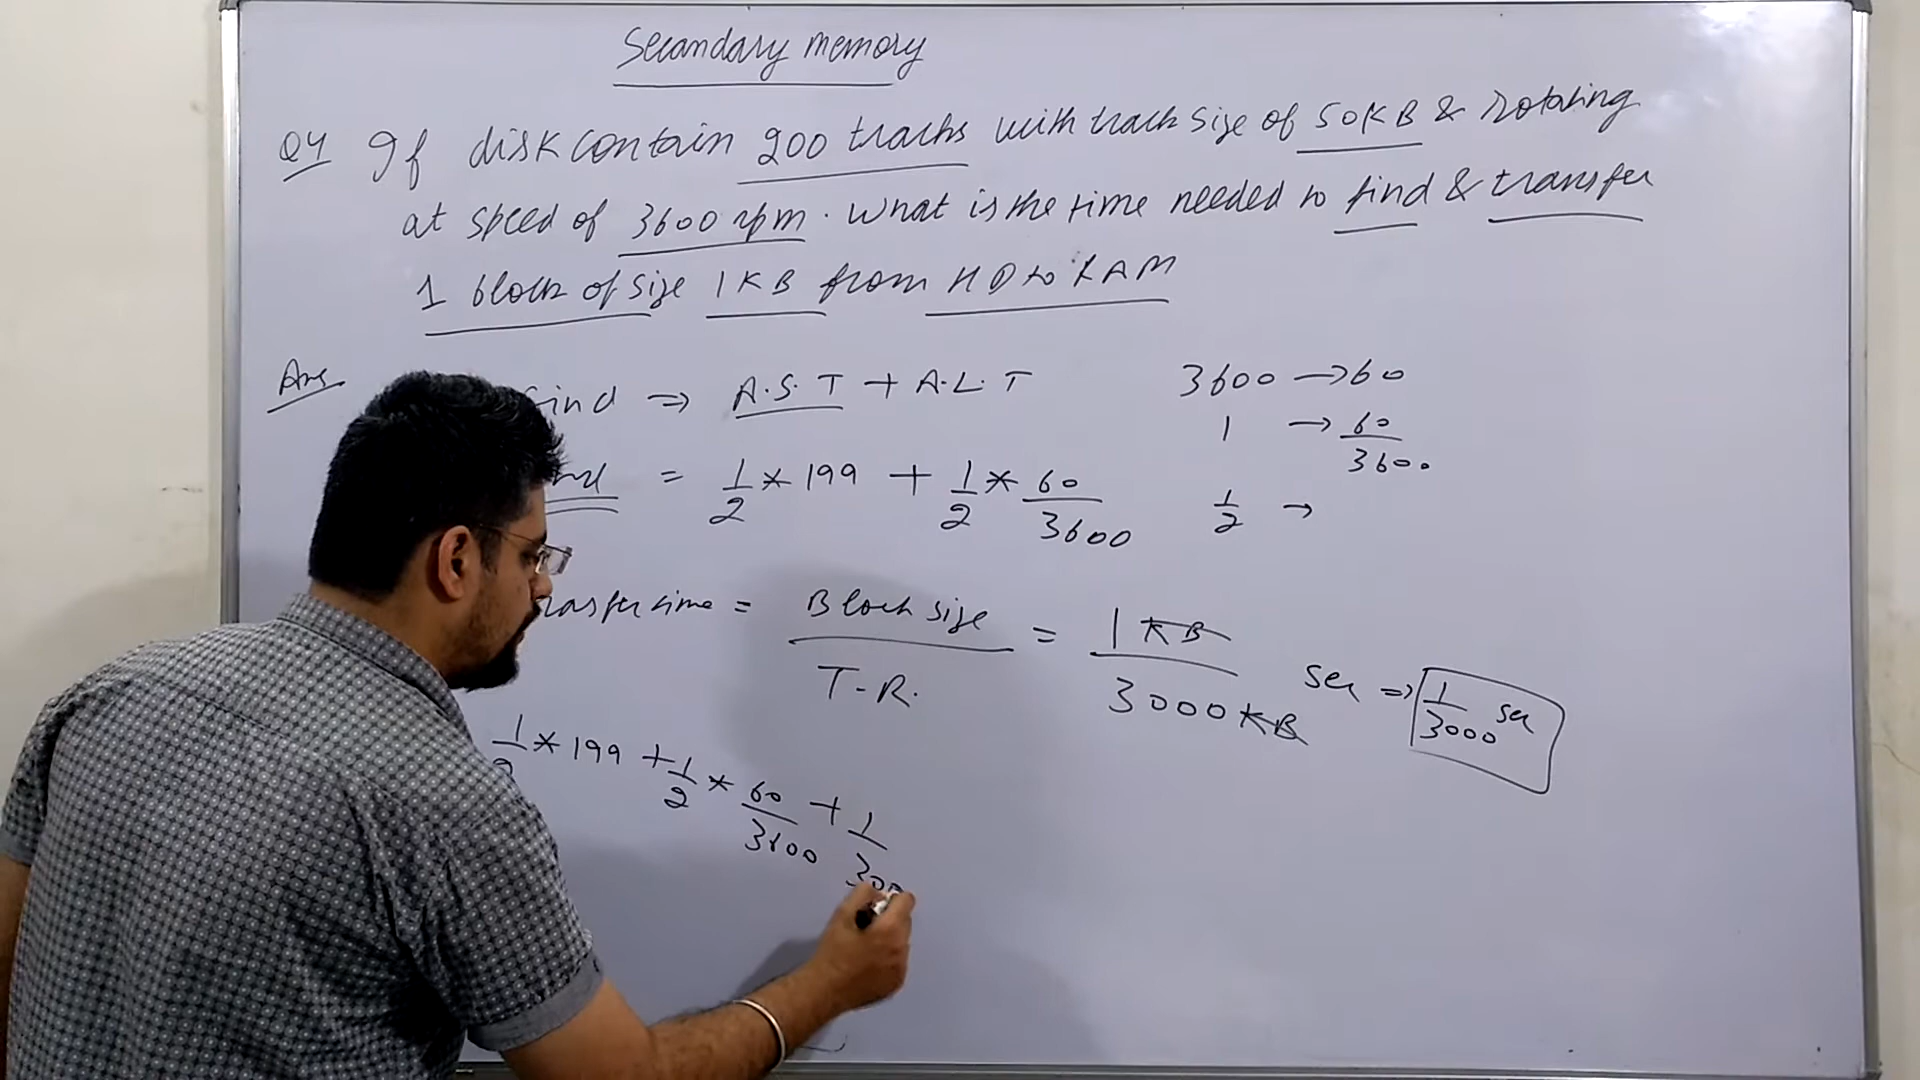 Secandary memory
Q4 If disk contain 200 tracks with track size of 50KB & rotating
at speed of 3600 rpm. What is the time needed to find & transfer
1 block of size 1KB from HD to RAM
Ans
find ⇒ A.S.T + A.L.T
= 1/2 * 199 + 1/2 * 60/3600
3600 → 60
1 → 60/3600
1/2 →
time = Block size / T-R. = 1KB / 3000KB Sec ⇒ 1/3000 sec
1/2 * 199 + 1/2 * 60/3600 + 1/